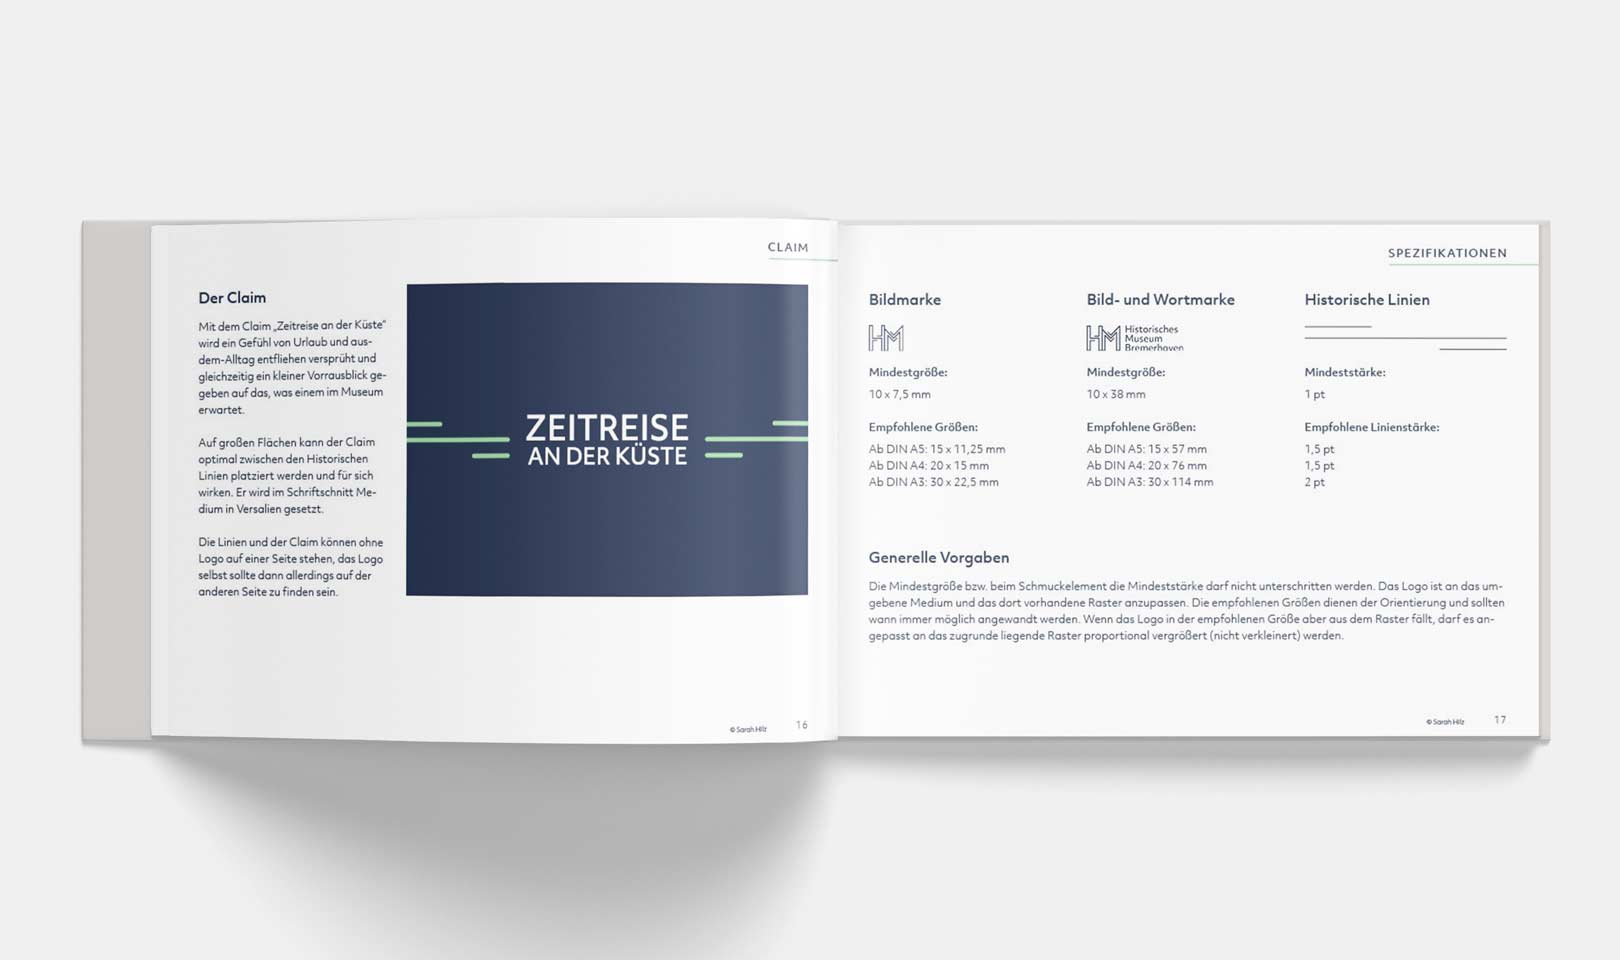 CLAIM
Der Claim
Mit dem Claim „Zeitreise an der Küste“
wird ein Gefühl von Urlaub und aus-
dem-Alltag entfliehen versprüht und
gleichzeitig ein kleiner Vorrausblick ge-
geben auf das, was einem im Museum
erwartet.
Auf großen Flächen kann der Claim
optimal zwischen den Historischen
Linien platziert werden und für sich
wirken. Er wird im Schriftschnitt Me-
dium in Versalien gesetzt.
Die Linien und der Claim können ohne
Logo auf einer Seite stehen, das Logo
selbst sollte dann allerdings auf der
anderen Seite zu finden sein.
ZEITREISE
AN DER KÜSTE
© Sarah Hilz
16
SPEZIFIKATIONEN
Bildmarke
HM
Mindestgröße:
10 x 7,5 mm
Empfohlene Größen:
Ab DIN A5: 15 x 11,25 mm
Ab DIN A4: 20 x 15 mm
Ab DIN A3: 30 x 22,5 mm
Bild- und Wortmarke
HM
Historisches
Museum
Bremerhaven
Mindestgröße:
10 x 38 mm
Empfohlene Größen:
Ab DIN A5: 15 x 57 mm
Ab DIN A4: 20 x 76 mm
Ab DIN A3: 30 x 114 mm
Historische Linien
Mindeststärke:
1 pt
Empfohlene Linienstärke:
1,5 pt
1,5 pt
2 pt
Generelle Vorgaben
Die Mindestgröße bzw. beim Schmuckelement die Mindeststärke darf nicht unterschritten werden. Das Logo ist an das um-
gebene Medium und das dort vorhandene Raster anzupassen. Die empfohlenen Größen dienen der Orientierung und sollten
wann immer möglich angewandt werden. Wenn das Logo in der empfohlenen Größe aber aus dem Raster fällt, darf es an-
gepasst an das zugrunde liegende Raster proportional vergrößert (nicht verkleinert) werden.
© Sarah Hilz
17